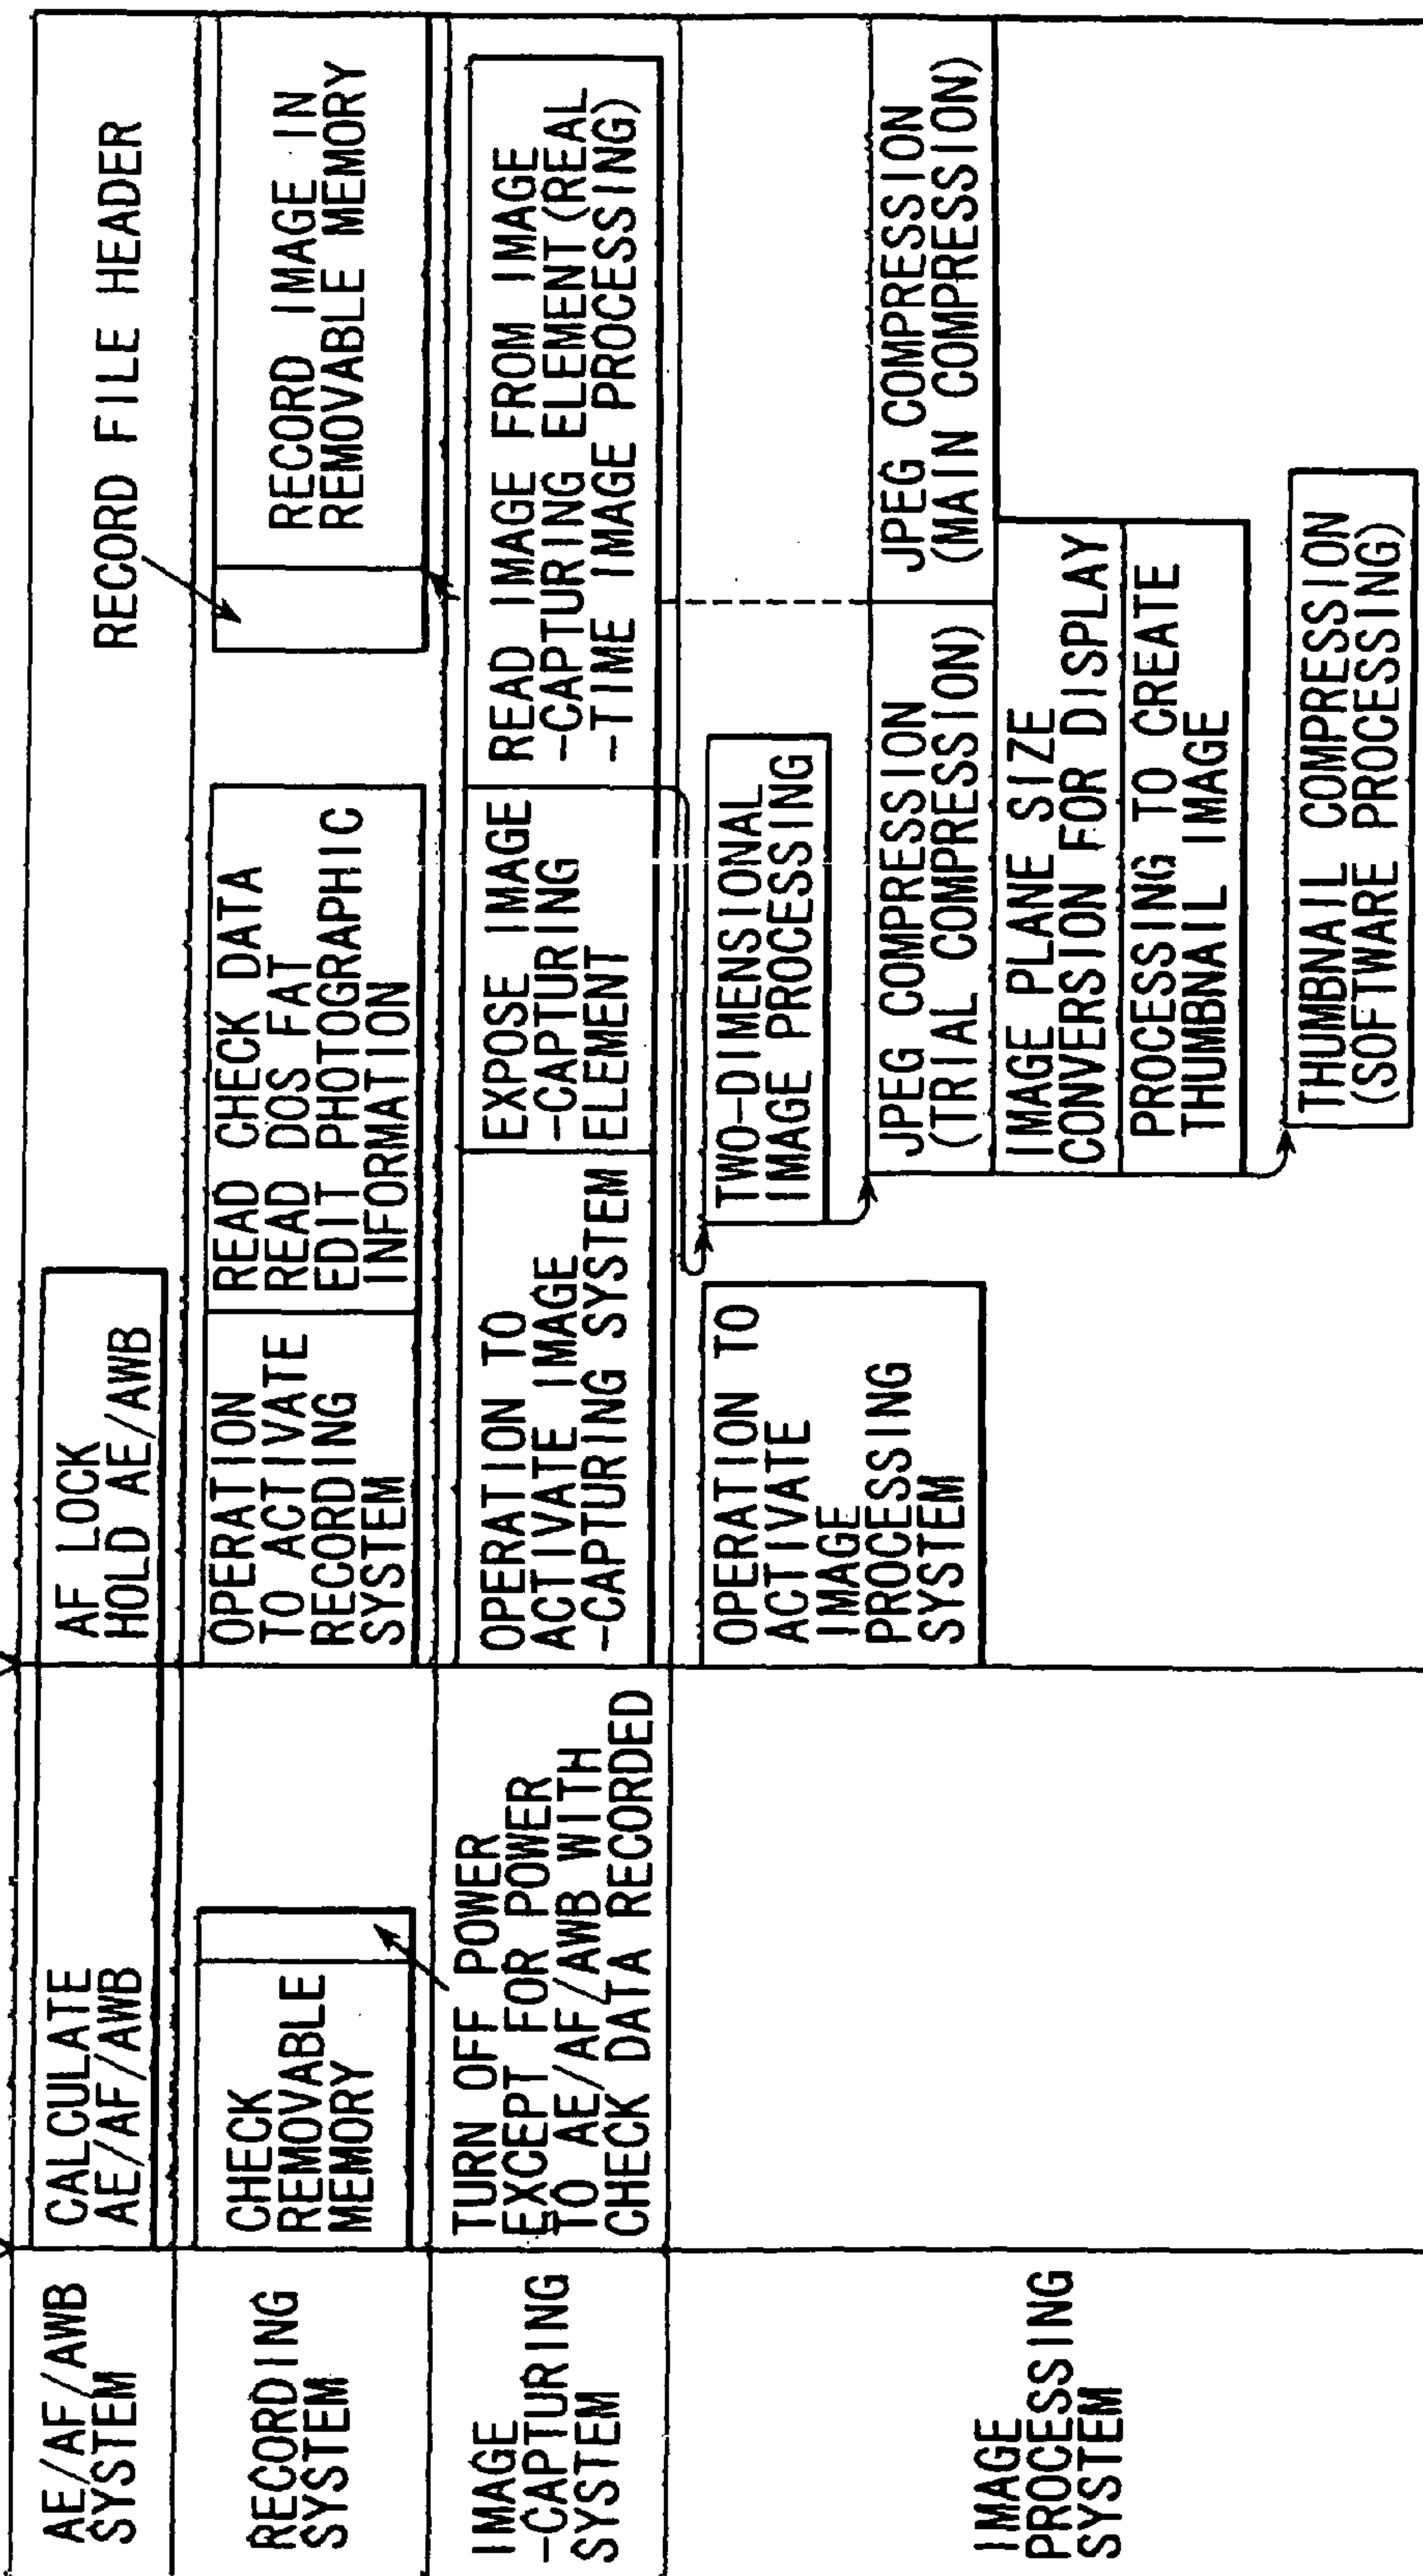 AE/AF/AWB
SYSTEM
CALCULATE
AE/AF/AWB
AF LOCK
HOLD AE/AWB
RECORD FILE HEADER
RECORDING
SYSTEM
CHECK
REMOVABLE
MEMORY
OPERATION
TO ACTIVATE
RECORDING
SYSTEM
READ CHECK DATA
READ DOS FAT
EDIT PHOTOGRAPHIC
INFORMATION
RECORD IMAGE IN
REMOVABLE MEMORY
IMAGE
-CAPTURING
SYSTEM
TURN OFF POWER
EXCEPT FOR POWER
TO AE/AF/AWB WITH
CHECK DATA RECORDED
OPERATION TO
ACTIVATE IMAGE
-CAPTURING SYSTEM
EXPOSE IMAGE
-CAPTURING
ELEMENT
READ IMAGE FROM IMAGE
-CAPTURING ELEMENT(REAL
-TIME IMAGE PROCESSING)
IMAGE
PROCESSING
SYSTEM
OPERATION TO
ACTIVATE
IMAGE
PROCESSING
SYSTEM
TWO-DIMENSIONAL
IMAGE PROCESSING
JPEG COMPRESSION
(TRIAL COMPRESSION)
JPEG COMPRESSION
(MAIN COMPRESSION)
IMAGE PLANE SIZE
CONVERSION FOR DISPLAY
PROCESSING TO CREATE
THUMBNAIL IMAGE
THUMBNAIL COMPRESSION
(SOFTWARE PROCESSING)